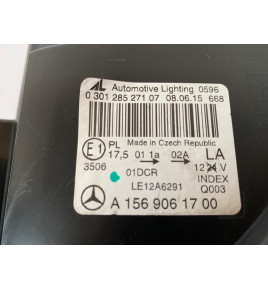 AL Automotive Lighting 0596
0 301 285 271.07 08.06.15 668
Made in Czech Republic
E1 PL
17,5 01 1a 02A LA
3506 12 24 V
01DCR INDEX
LE12A6291 Q003
A 156 906 17 00